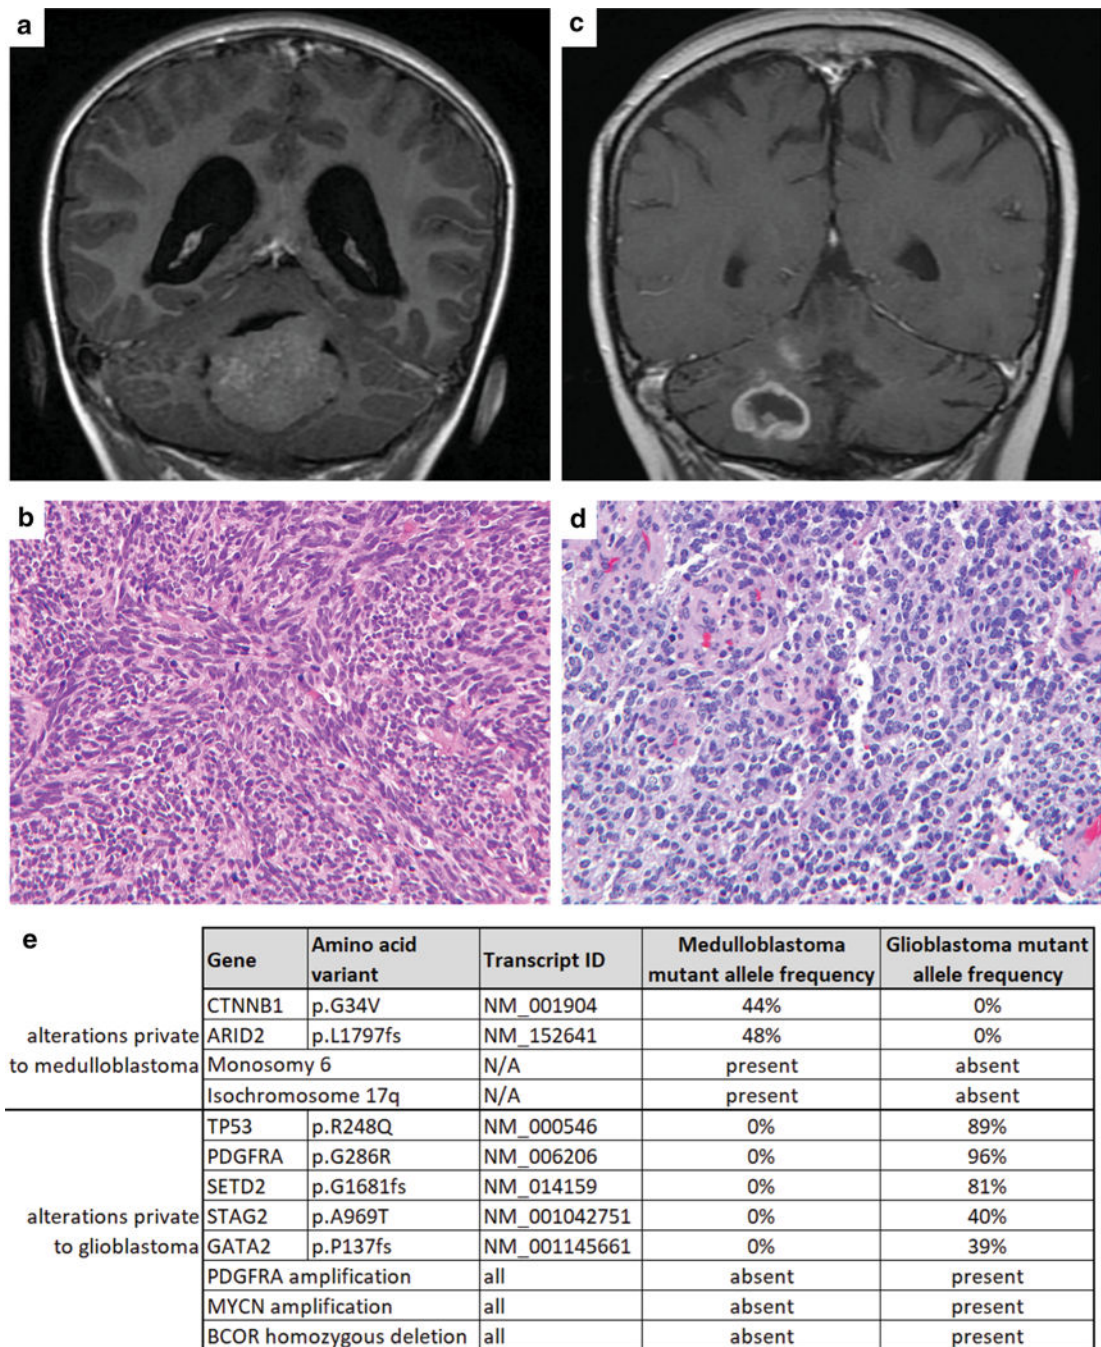 a
c
b
d
e
Gene
Amino acid
variant
Transcript ID
Medulloblastoma
mutant allele frequency
Glioblastoma mutant
allele frequency
alterations private
to medulloblastoma
CTNNB1 p.G34V NM_001904 44% 0%
ARID2 p.L1797fs NM_152641 48% 0%
Monosomy 6 N/A present absent
Isochromosome 17q N/A present absent
alterations private
to glioblastoma
TP53 p.R248Q NM_000546 0% 89%
PDGFRA p.G286R NM_006206 0% 96%
SETD2 p.G1681fs NM_014159 0% 81%
STAG2 p.A969T NM_001042751 0% 40%
GATA2 p.P137fs NM_001145661 0% 39%
PDGFRA amplification all absent present
MYCN amplification all absent present
BCOR homozygous deletion all absent present